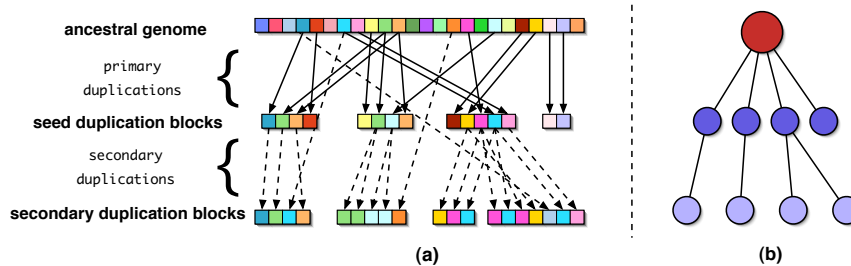 ancestral genome
primary
duplications
seed duplication blocks
secondary
duplications
secondary duplication blocks
(a)
(b)